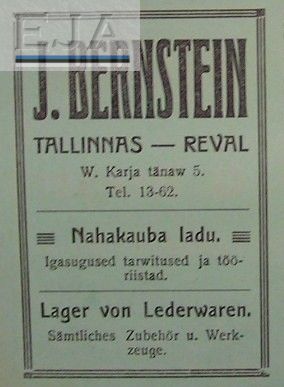 EJA
J. BERNSTEIN
TALLINNAS — REVAL
W. Karja tänaw 5.
Tel. 13-62.
Nahakauba ladu.
Igasugused tarwitused ja töö-
riistad.
Lager von Lederwaren.
Sämtliches Zubehör u. Werk-
zeuge.